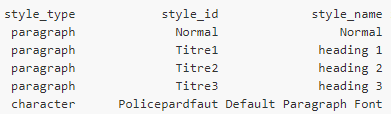 style_type style_id style_name
paragraph Normal Normal
paragraph Titre1 heading 1
paragraph Titre2 heading 2
paragraph Titre3 heading 3
character Policepardfaut Default Paragraph Font